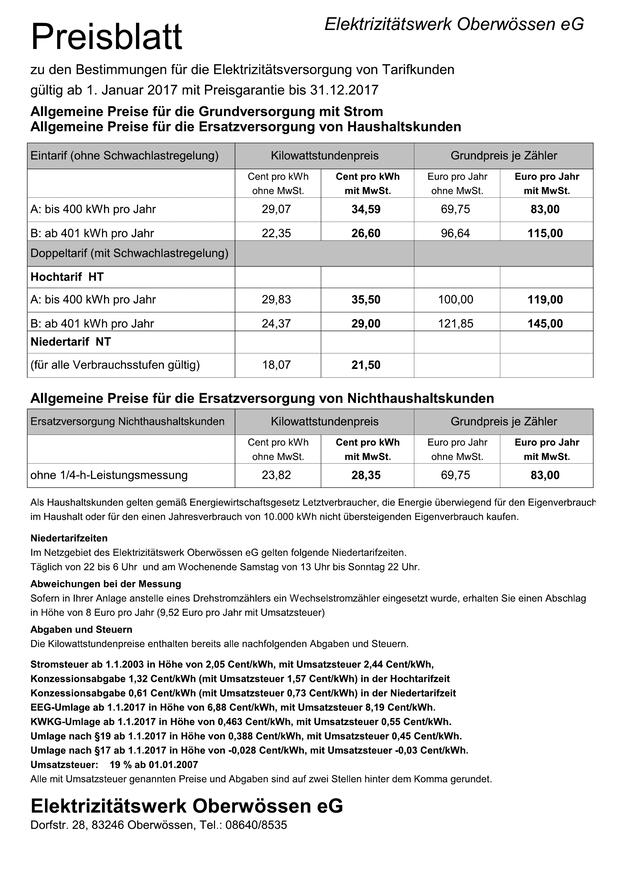 Preisblatt
Elektrizitätswerk Oberwössen eG
zu den Bestimmungen für die Elektrizitätsversorgung von Tarifkunden
gültig ab 1. Januar 2017 mit Preisgarantie bis 31.12.2017
Allgemeine Preise für die Grundversorgung mit Strom
Allgemeine Preise für die Ersatzversorgung von Haushaltskunden
Eintarif (ohne Schwachlastregelung) Kilowattstundenpreis Grundpreis je Zähler
Cent pro kWh Cent pro kWh Euro pro Jahr Euro pro Jahr
ohne MwSt. mit MwSt. ohne MwSt. mit MwSt.
A: bis 400 kWh pro Jahr 29,07 34,59 69,75 83,00
B: ab 401 kWh pro Jahr 22,35 26,60 96,64 115,00
Doppeltarif (mit Schwachlastregelung)
Hochtarif HT
A: bis 400 kWh pro Jahr 29,83 35,50 100,00 119,00
B: ab 401 kWh pro Jahr 24,37 29,00 121,85 145,00
Niedertarif NT
(für alle Verbrauchsstufen gültig) 18,07 21,50
Allgemeine Preise für die Ersatzversorgung von Nichthaushaltskunden
Ersatzversorgung Nichthaushaltskunden Kilowattstundenpreis Grundpreis je Zähler
Cent pro kWh Cent pro kWh Euro pro Jahr Euro pro Jahr
ohne MwSt. mit MwSt. ohne MwSt. mit MwSt.
ohne 1/4-h-Leistungsmessung 23,82 28,35 69,75 83,00
Als Haushaltskunden gelten gemäß Energiewirtschaftsgesetz Letztverbraucher, die Energie überwiegend für den Eigenverbrauch
im Haushalt oder für den einen Jahresverbrauch von 10.000 kWh nicht übersteigenden Eigenverbrauch kaufen.
Niedertarifzeiten
Im Netzgebiet des Elektrizitätswerk Oberwössen eG gelten folgende Niedertarifzeiten.
Täglich von 22 bis 6 Uhr und am Wochenende Samstag von 13 Uhr bis Sonntag 22 Uhr.
Abweichungen bei der Messung
Sofern in Ihrer Anlage anstelle eines Drehstromzählers ein Wechselstromzähler eingesetzt wurde, erhalten Sie einen Abschlag
in Höhe von 8 Euro pro Jahr (9,52 Euro pro Jahr mit Umsatzsteuer)
Abgaben und Steuern
Die Kilowattstundenpreise enthalten bereits alle nachfolgenden Abgaben und Steuern.
Stromsteuer ab 1.1.2003 in Höhe von 2,05 Cent/kWh, mit Umsatzsteuer 2,44 Cent/kWh,
Konzessionsabgabe 1,32 Cent/kWh (mit Umsatzsteuer 1,57 Cent/kWh) in der Hochtarifzeit
Konzessionsabgabe 0,61 Cent/kWh (mit Umsatzsteuer 0,73 Cent/kWh) in der Niedertarifzeit
EEG-Umlage ab 1.1.2017 in Höhe von 6,88 Cent/kWh, mit Umsatzsteuer 8,19 Cent/kWh.
KWKG-Umlage ab 1.1.2017 in Höhe von 0,463 Cent/kWh, mit Umsatzsteuer 0,55 Cent/kWh.
Umlage nach §19 ab 1.1.2017 in Höhe von 0,388 Cent/kWh, mit Umsatzsteuer 0,45 Cent/kWh.
Umlage nach §17 ab 1.1.2017 in Höhe von -0,028 Cent/kWh, mit Umsatzsteuer -0,03 Cent/kWh.
Umsatzsteuer: 19 % ab 01.01.2007
Alle mit Umsatzsteuer genannten Preise und Abgaben sind auf zwei Stellen hinter dem Komma gerundet.
Elektrizitätswerk Oberwössen eG
Dorfstr. 28, 83246 Oberwössen, Tel.: 08640/8535